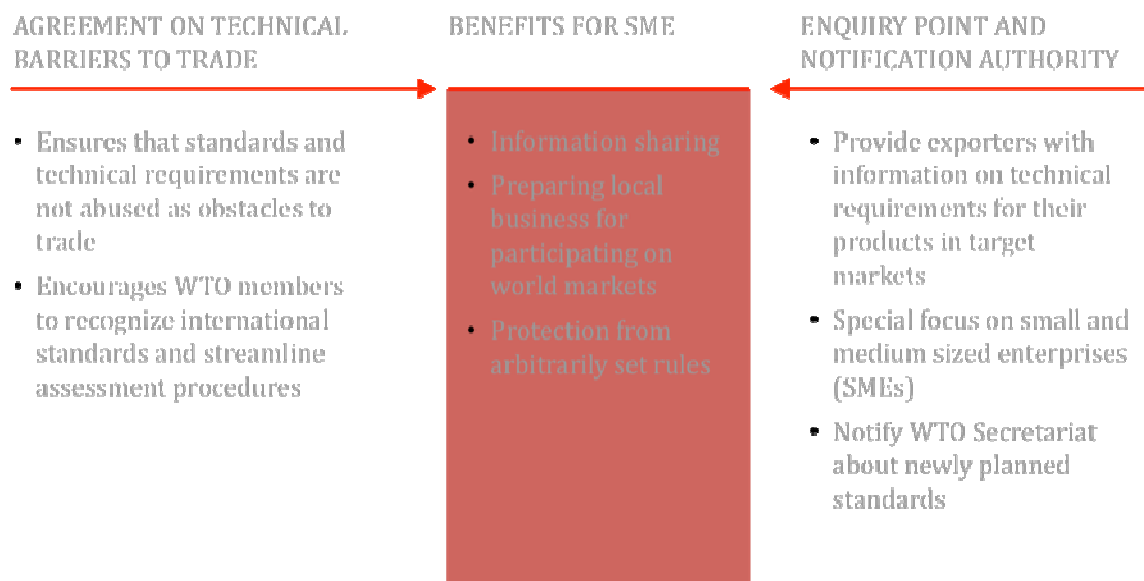 AGREEMENT ON TECHNICAL
BARRIERS TO TRADE
• Ensures that standards and
technical requirements are
not abused as obstacles to
trade
• Encourages WTO members
to recognize international
standards and streamline
assessment procedures
BENEFITS FOR SME
• Information sharing
• Preparing local
business for
participating on
world markets
• Protection from
arbitrarily set rules
ENQUIRY POINT AND
NOTIFICATION AUTHORITY
• Provide exporters with
information on technical
requirements for their
products in target
markets
• Special focus on small and
medium sized enterprises
(SMEs)
• Notify WTO Secretariat
about newly planned
standards